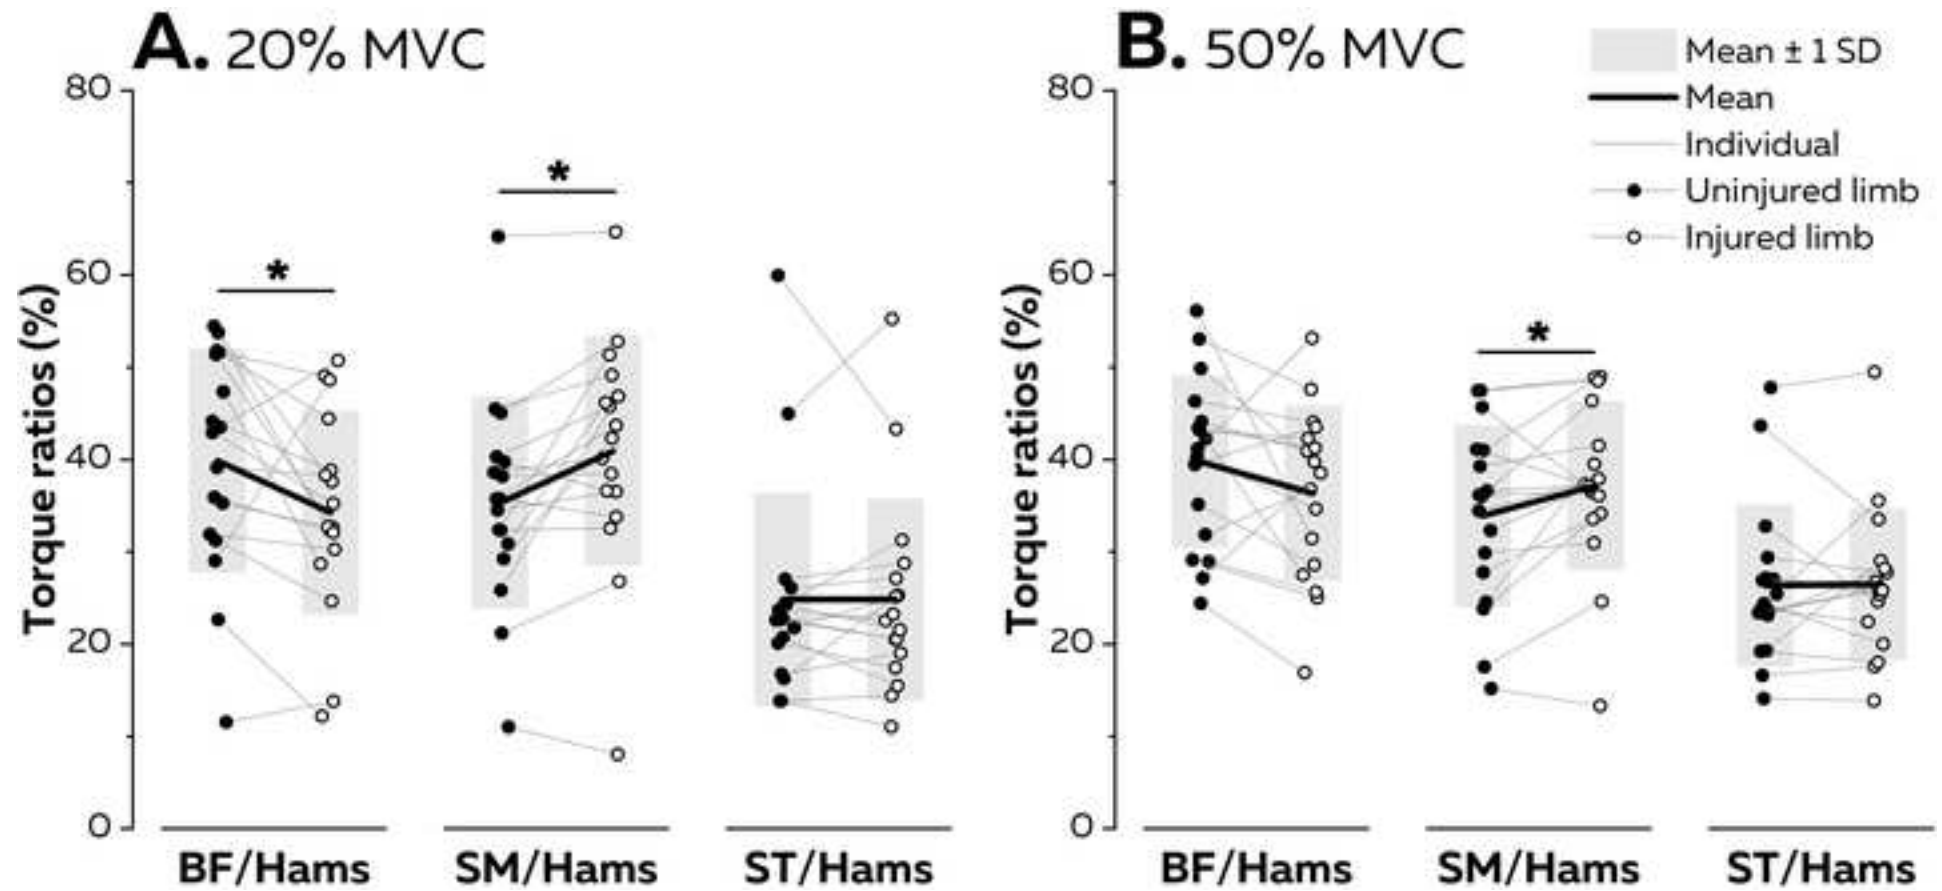 A. 20% MVC
Torque ratios (%)
80
60
40
20
0
*
*
BF/Hams
SM/Hams
ST/Hams
B. 50% MVC
Torque ratios (%)
80
60
40
20
0
*
BF/Hams
SM/Hams
ST/Hams
Mean ± 1 SD
Mean
Individual
Uninjured limb
Injured limb